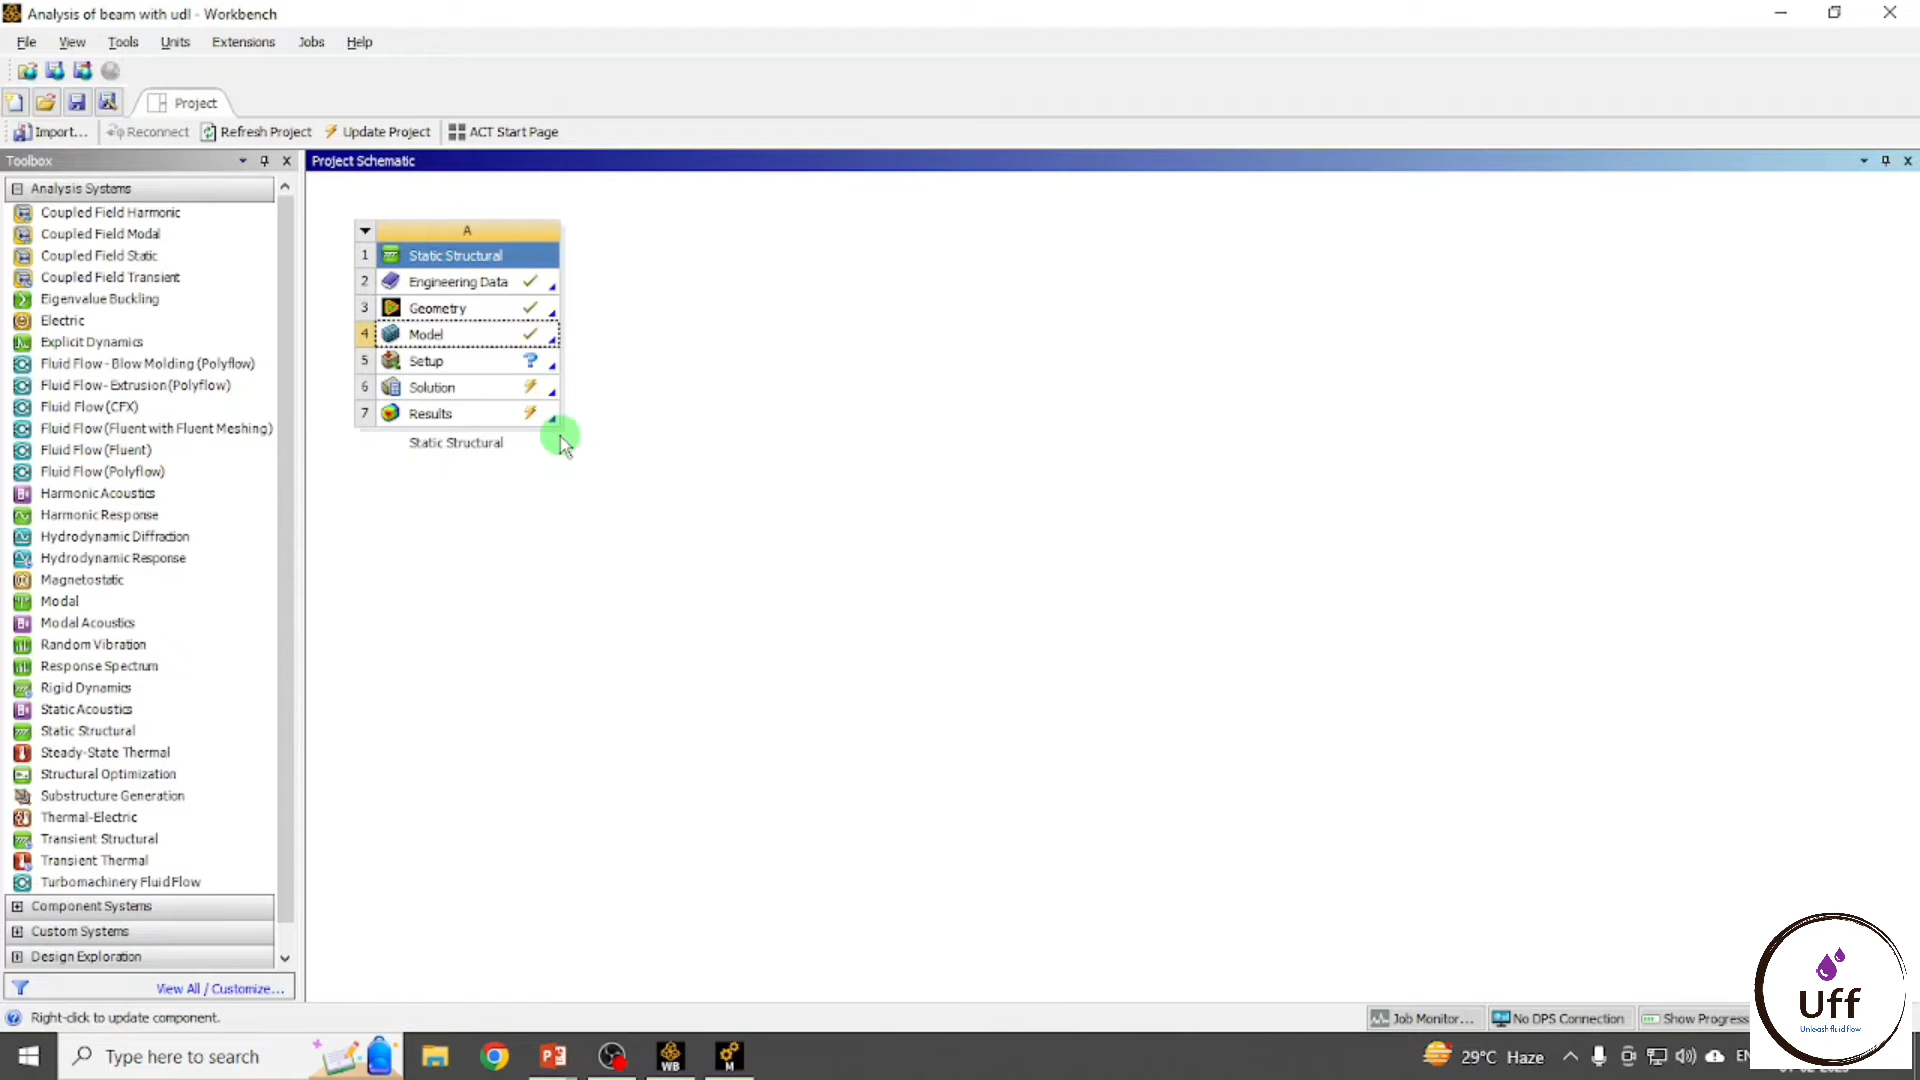 Analysis of beam with udl - Workbench
File View Tools Units Extensions Jobs Help
Project
Import... Reconnect Refresh Project Update Project ACT Start Page
Toolbox
Project Schematic
Analysis Systems
Coupled Field Harmonic
Coupled Field Modal
Coupled Field Static
Coupled Field Transient
Eigenvalue Buckling
Electric
Explicit Dynamics
Fluid Flow - Blow Molding (Polyflow)
Fluid Flow- Extrusion (Polyflow)
Fluid Flow (CFX)
Fluid Flow (Fluent with Fluent Meshing)
Fluid Flow (Fluent)
Fluid Flow (Polyflow)
Harmonic Acoustics
Harmonic Response
Hydrodynamic Diffraction
Hydrodynamic Response
Magnetostatic
Modal
Modal Acoustics
Random Vibration
Response Spectrum
Rigid Dynamics
Static Acoustics
Static Structural
Steady-State Thermal
Structural Optimization
Substructure Generation
Thermal-Electric
Transient Structural
Transient Thermal
Turbomachinery Fluid Flow
Component Systems
Custom Systems
Design Exploration
View All / Customize...
A
1 Static Structural
2 Engineering Data
3 Geometry
4 Model
5 Setup ?
6 Solution
7 Results
Static Structural
Right-click to update component.
Job Monitor... No DPS Connection Show Progress
Uff
Unleash fluid flow
Type here to search
WB
M
29°C Haze